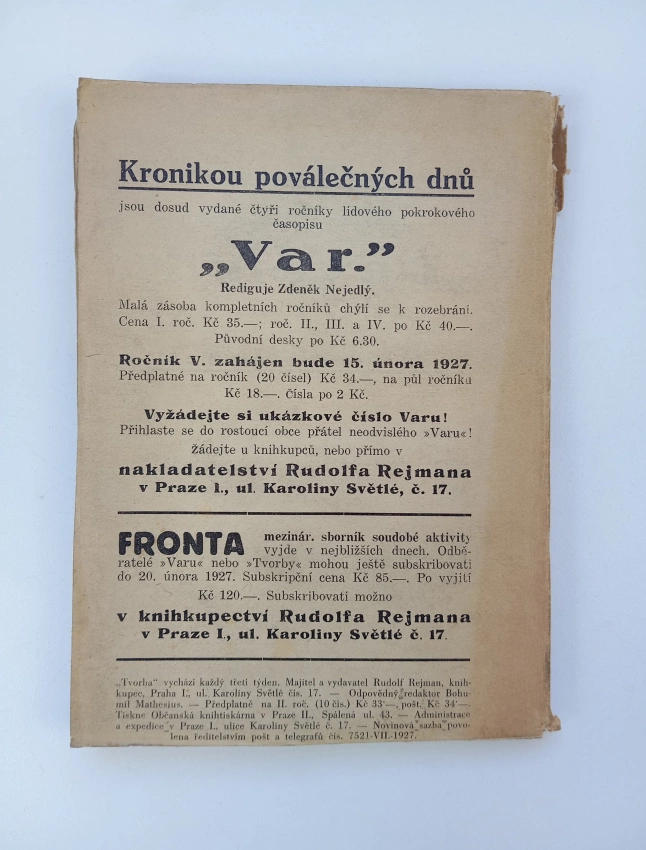 Kronikou poválečných dnů
jsou dosud vydané čtyři ročníky lidového pokrokového
časopisu
„Var.”
Rediguje Zdeněk Nejedlý.
Malá zásoba kompletních ročníků chýlí se k rozebrání.
Cena I. roč. Kč 35.—; roč. II., III. a IV. po Kč 40.—.
Původní desky po Kč 6.30.
Ročník V. zahájen bude 15. února 1927.
Předplatné na ročník (20 čísel) Kč 34.—, na půl ročníku
Kč 18.—. Čísla po 2 Kč.
Vyžádejte si ukázkové číslo Varu!
Přihlaste se do rostoucí obce přátel neodvislého »Varu«!
Žádejte u knihkupců, nebo přímo v
nakladatelství Rudolfa Rejmana
v Praze I., ul. Karoliny Světlé, č. 17.
FRONTA mezinár. sborník soudobé aktivity
vyjde v nejbližších dnech. Odbě-
ratelé »Varu« nebo »Tvorby« mohou ještě subskribovati
do 20. února 1927. Subskripční cena Kč 85.—. Po vyjití
Kč 120.—. Subskribovati možno
v knihkupectví Rudolfa Rejmana
v Praze I., ul. Karoliny Světlé č. 17.
„Tvorba“ vychází každý třetí týden. Majitel a vydavatel Rudolf Rejman, knih-
kupec, Praha I., ul. Karolíny Světlé čís. 17. — Odpovědný redaktor Bohu-
mil Mathesius. — Předplatné na II. roč. (10 čís.) Kč 33·—, pošt. Kč 34·—.
Tiskne Občanská knihtiskárna v Praze II., Spálená ul. 43. — Administrace
a expedice v Praze I., ulice Karolíny Světlé č. 17. — Novinová sazba povo-
lena ředitelstvím pošt a telegrafů čís. 7521-VII.-1927.